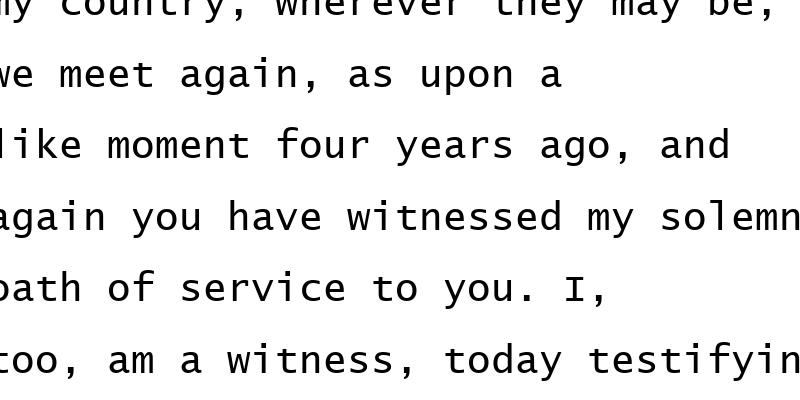 my country, wherever they may be,
we meet again, as upon a
like moment four years ago, and
again you have witnessed my solemn
oath of service to you. I,
too, am a witness, today testifyin